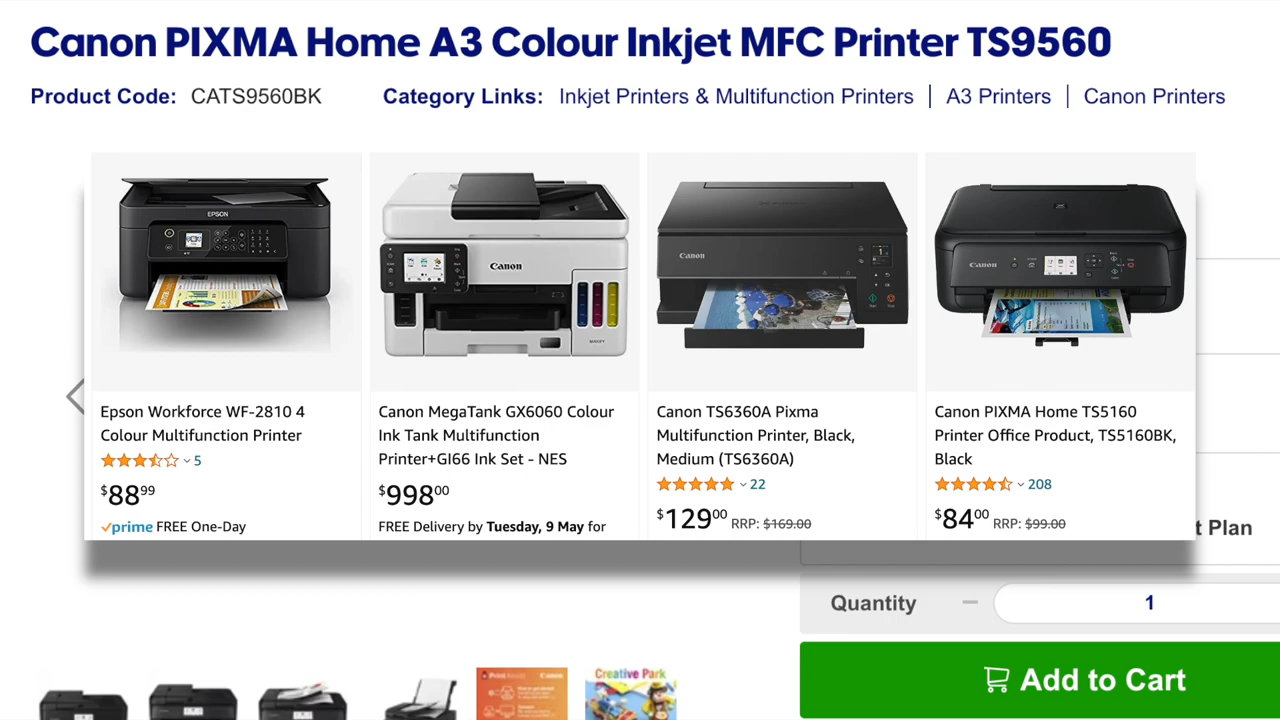 Canon PIXMA Home A3 Colour Inkjet MFC Printer TS9560
Product Code: CATS9560BK Category Links: Inkjet Printers & Multifunction Printers | A3 Printers | Canon Printers
EPSON
Canon
Canon
Canon
Epson Workforce WF-2810 4
Colour Multifunction Printer
5
$88.99
prime FREE One-Day
Canon MegaTank GX6060 Colour
Ink Tank Multifunction
Printer+GI66 Ink Set - NES
$998.00
FREE Delivery by Tuesday, 9 May for
Canon TS6360A Pixma
Multifunction Printer, Black,
Medium (TS6360A)
22
$129.00 RRP: $169.00
Canon PIXMA Home TS5160
Printer Office Product, TS5160BK,
Black
208
$84.00 RRP: $99.00
t Plan
Quantity − 1
Add to Cart
Canon
Creative Park